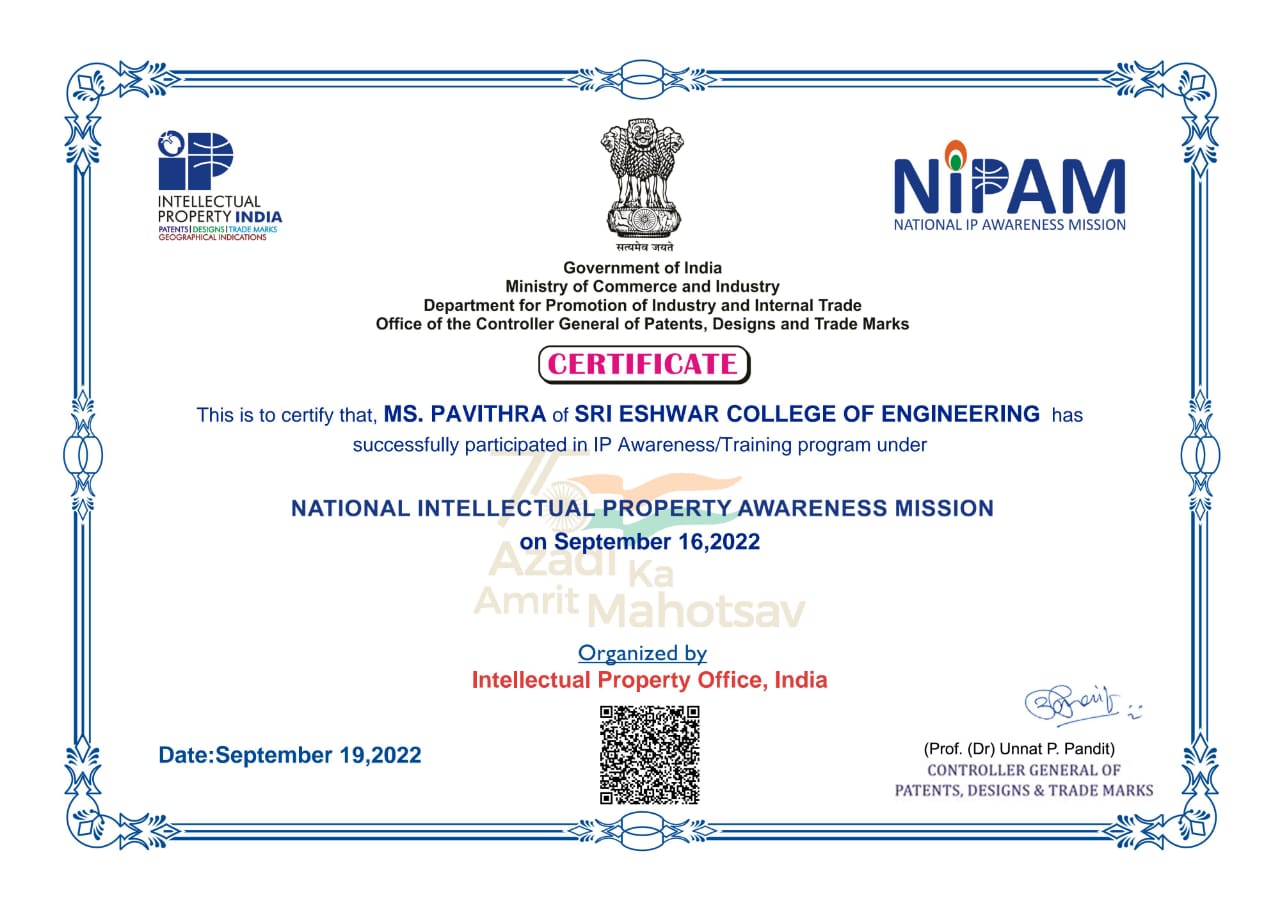 INTELLECTUAL
PROPERTY INDIA
PATENTS | DESIGNS | TRADE MARKS
GEOGRAPHICAL INDICATIONS
सत्यमेव जयते
NiPAM
NATIONAL IP AWARENESS MISSION
Government of India
Ministry of Commerce and Industry
Department for Promotion of Industry and Internal Trade
Office of the Controller General of Patents, Designs and Trade Marks
CERTIFICATE
This is to certify that, MS. PAVITHRA of SRI ESHWAR COLLEGE OF ENGINEERING has
successfully participated in IP Awareness/Training program under
NATIONAL INTELLECTUAL PROPERTY AWARENESS MISSION
on September 16,2022
75
Azadi Ka
Amrit Mahotsav
Organized by
Intellectual Property Office, India
Date:September 19,2022
(Prof. (Dr) Unnat P. Pandit)
CONTROLLER GENERAL OF
PATENTS, DESIGNS & TRADE MARKS